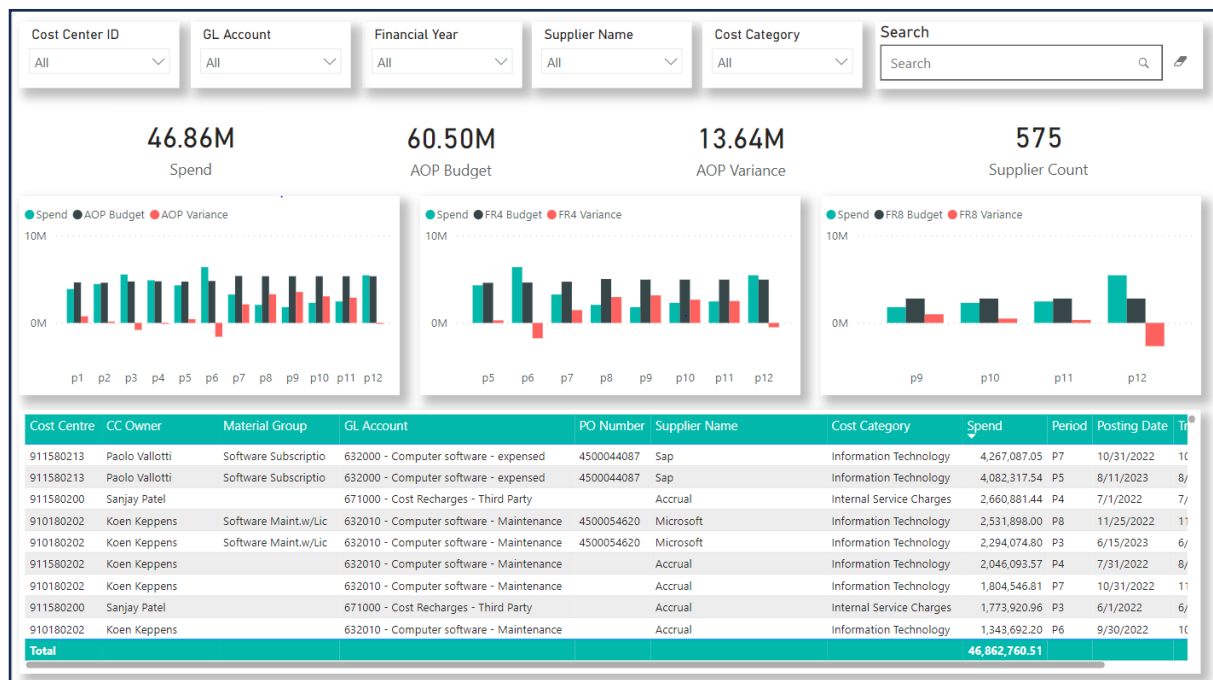 Cost Center ID GL Account Financial Year Supplier Name Cost Category Search
All All All All All Search
46.86M 60.50M 13.64M 575
Spend AOP Budget AOP Variance Supplier Count
Spend AOP Budget AOP Variance
10M
0M
p1 p2 p3 p4 p5 p6 p7 p8 p9 p10 p11 p12
Spend FR4 Budget FR4 Variance
10M
0M
p5 p6 p7 p8 p9 p10 p11 p12
Spend FR8 Budget FR8 Variance
10M
0M
p9 p10 p11 p12
Cost Centre CC Owner Material Group GL Account PO Number Supplier Name Cost Category Spend Period Posting Date
911580213 Paolo Vallotti Software Subscriptio 632000 - Computer software - expensed 4500044087 Sap Information Technology 4,267,087.05 P7 10/31/2022
911580213 Paolo Vallotti Software Subscriptio 632000 - Computer software - expensed 4500044087 Sap Information Technology 4,082,317.54 P5 8/11/2023
911580200 Sanjay Patel 671000 - Cost Recharges - Third Party Accrual Internal Service Charges 2,660,881.44 P4 7/1/2022
910180202 Koen Keppens Software Maint.w/Lic 632010 - Computer software - Maintenance 4500054620 Microsoft Information Technology 2,531,898.00 P8 11/25/2022
910180202 Koen Keppens Software Maint.w/Lic 632010 - Computer software - Maintenance 4500054620 Microsoft Information Technology 2,294,074.80 P3 6/15/2023
911580202 Koen Keppens 632010 - Computer software - Maintenance Accrual Information Technology 2,046,093.57 P4 7/31/2022
910180202 Koen Keppens 632010 - Computer software - Maintenance Accrual Information Technology 1,804,546.81 P7 10/31/2022
911580200 Sanjay Patel 671000 - Cost Recharges - Third Party Accrual Internal Service Charges 1,773,920.96 P3 6/1/2022
910180202 Koen Keppens 632010 - Computer software - Maintenance Accrual Information Technology 1,343,692.20 P6 9/30/2022
Total 46,862,760.51